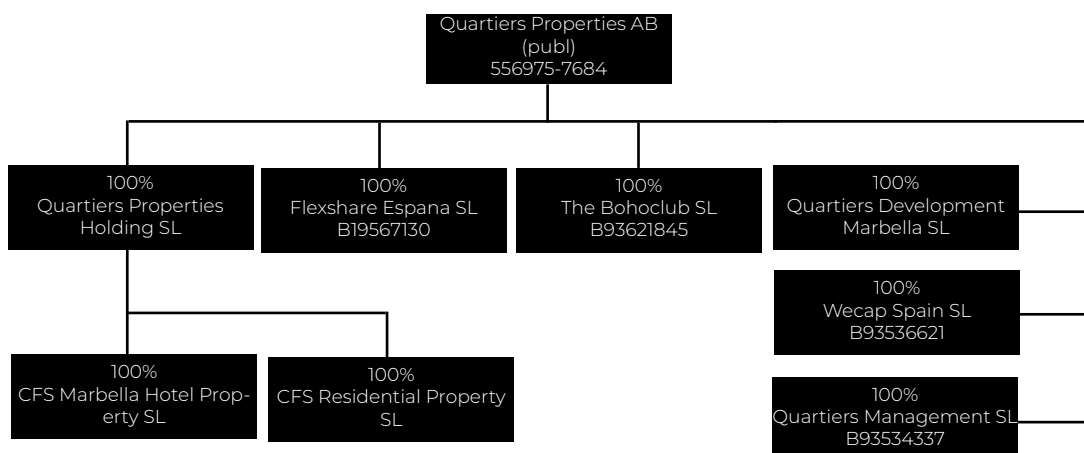 Quartiers Properties AB
(publ)
556975-7684
100%
Quartiers Properties
Holding SL
100%
Flexshare Espana SL
B19567130
100%
The Bohoclub SL
B93621845
100%
Quartiers Development
Marbella SL
100%
Wecap Spain SL
B93536621
100%
CFS Marbella Hotel Prop-
erty SL
100%
CFS Residential Property
SL
100%
Quartiers Management SL
B93534337